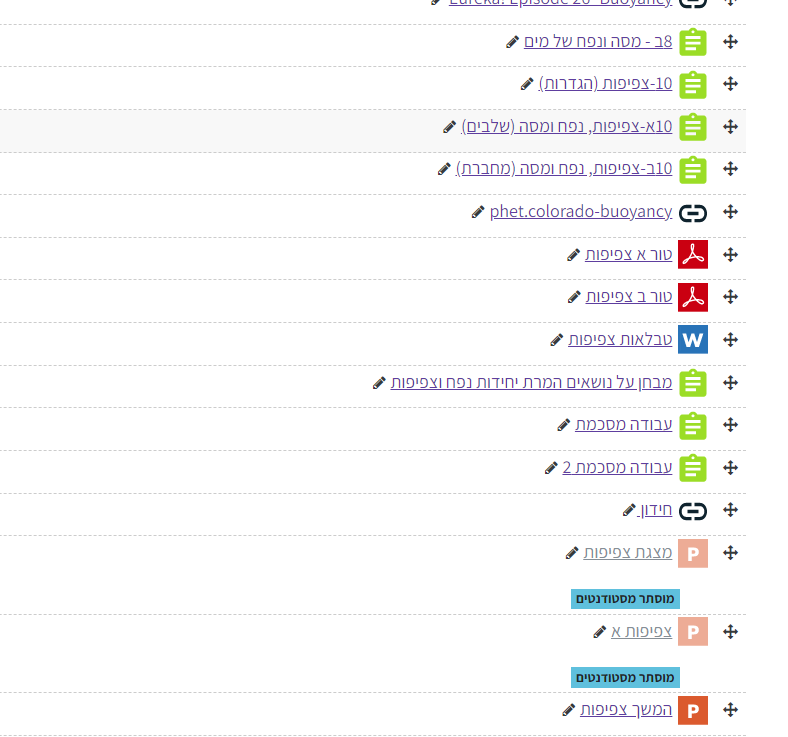 Eureka! Episode 26 - Buoyancy
8ב - מסה ונפח של מים
10-צפיפות (הגדרות)
10א-צפיפות, נפח ומסה (שלבים)
10ב-צפיפות, נפח ומסה (מחברת)
phet.colorado-buoyancy
טור א צפיפות
טור ב צפיפות
טבלאות צפיפות
מבחן על נושאים המרת יחידות נפח וצפיפות
עבודה מסכמת
עבודה מסכמת 2
חידון
מצגת צפיפות
מוסתר מסטודנטים
צפיפות א
מוסתר מסטודנטים
המשך צפיפות